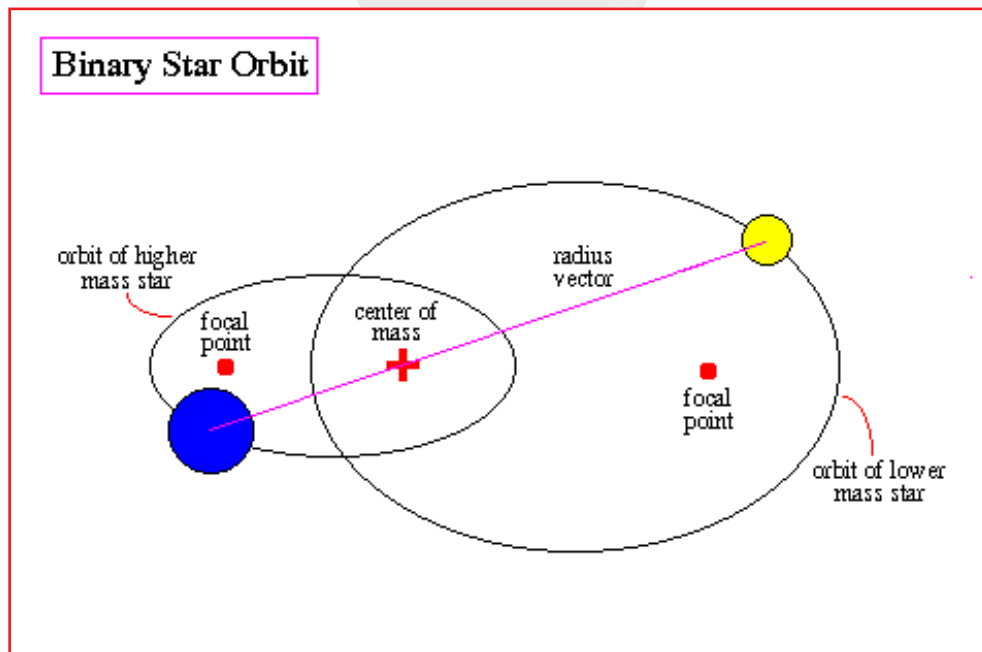 Binary Star Orbit
orbit of higher
mass star
focal
point
center of
mass
radius
vector
focal
point
orbit of lower
mass star